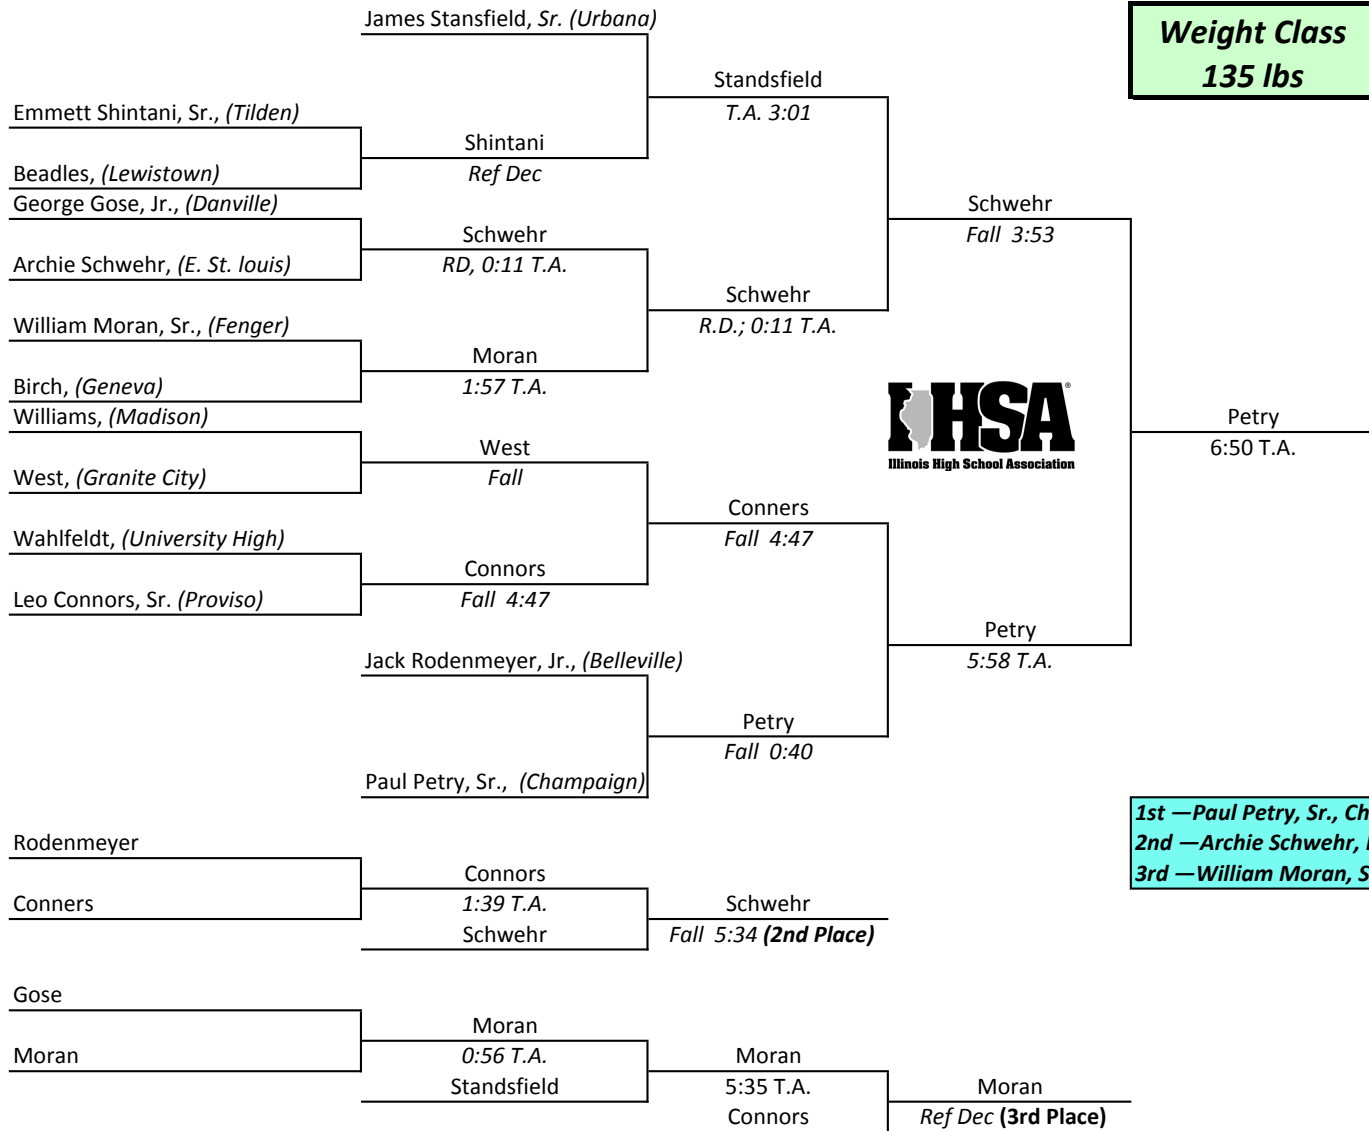 James Stansfield, Sr. (Urbana)
Weight Class
135 lbs
Standsfield
T.A. 3:01
Emmett Shintani, Sr., (Tilden)
Shintani
Ref Dec
Beadles, (Lewistown)
George Gose, Jr., (Danville)
Schwehr
Fall 3:53
Schwehr
RD, 0:11 T.A.
Archie Schwehr, (E. St. louis)
Schwehr
R.D.; 0:11 T.A.
William Moran, Sr., (Fenger)
Moran
1:57 T.A.
Birch, (Geneva)
Williams, (Madison)
IHSA®
Illinois High School Association
Petry
6:50 T.A.
West
Fall
West, (Granite City)
Conners
Fall 4:47
Wahlfeldt, (University High)
Connors
Fall 4:47
Leo Connors, Sr. (Proviso)
Petry
5:58 T.A.
Jack Rodenmeyer, Jr., (Belleville)
Petry
Fall 0:40
Paul Petry, Sr., (Champaign)
1st —Paul Petry, Sr., Ch
2nd —Archie Schwehr,
3rd —William Moran, S
Rodenmeyer
Connors
1:39 T.A.
Conners
Schwehr
Schwehr
Fall 5:34 (2nd Place)
Gose
Moran
0:56 T.A.
Moran
Standsfield
Moran
5:35 T.A.
Connors
Moran
Ref Dec (3rd Place)